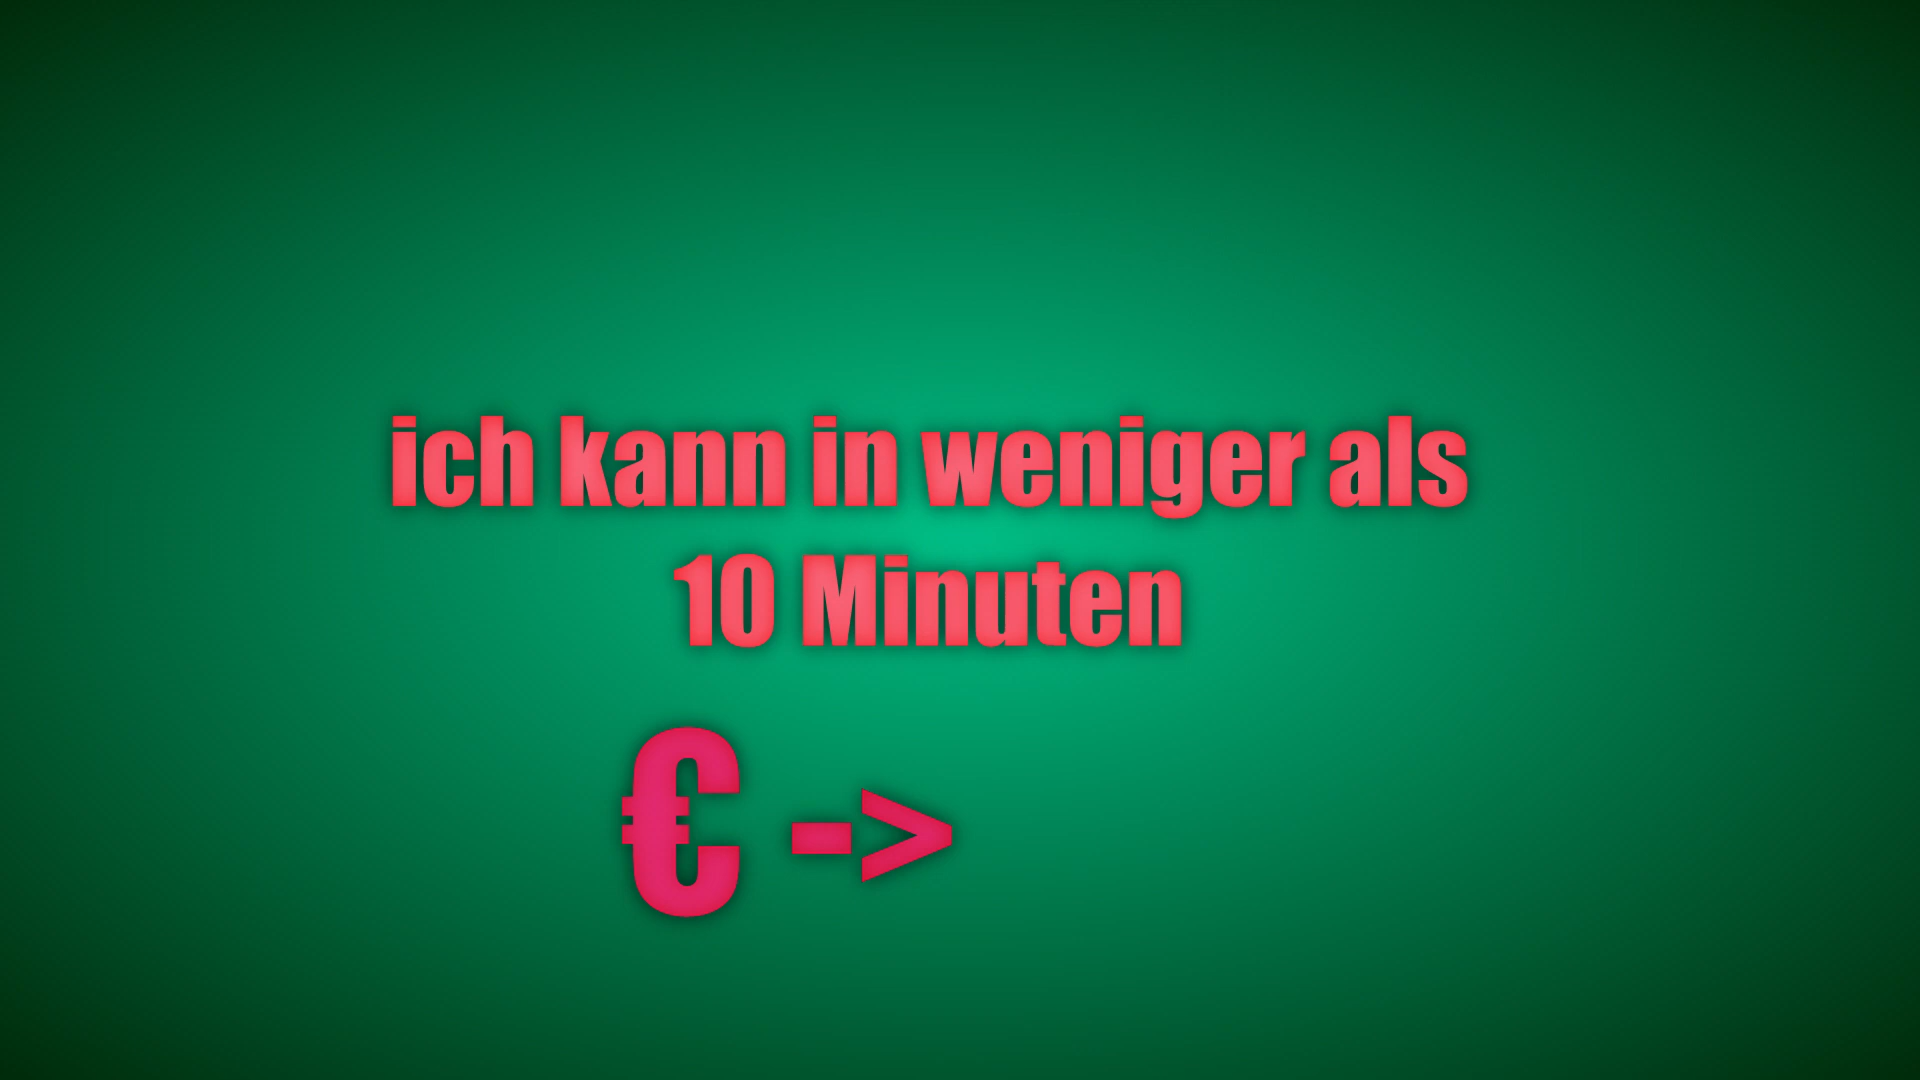 ich kann in weniger als
10 Minuten
€ ->